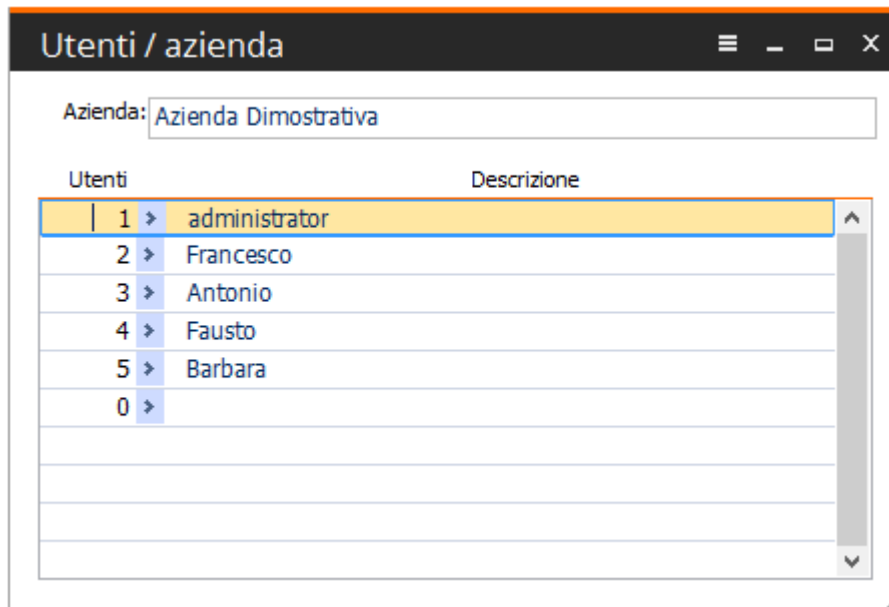 Utenti / azienda
Azienda: Azienda Dimostrativa
Utenti Descrizione
1 administrator
2 Francesco
3 Antonio
4 Fausto
5 Barbara
0